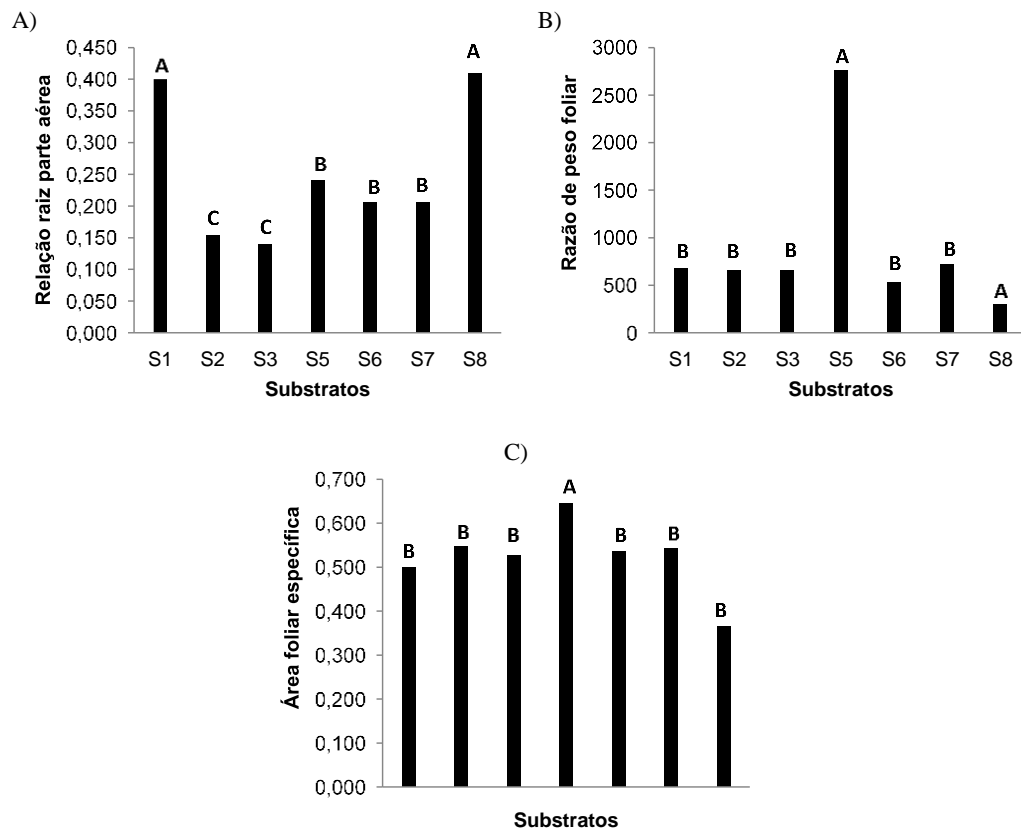 A)
0,450
0,400
0,350
0,300
0,250
0,200
0,150
0,100
0,050
0,000
Relação raiz parte aérea
A
C
C
B
B
B
A
S1 S2 S3 S5 S6 S7 S8
Substratos
B)
3000
2500
2000
1500
1000
500
0
Razão de peso foliar
B
B
B
A
B
B
A
S1 S2 S3 S5 S6 S7 S8
Substratos
C)
0,700
0,600
0,500
0,400
0,300
0,200
0,100
0,000
Área foliar específica
B
B
B
A
B
B
B
Substratos